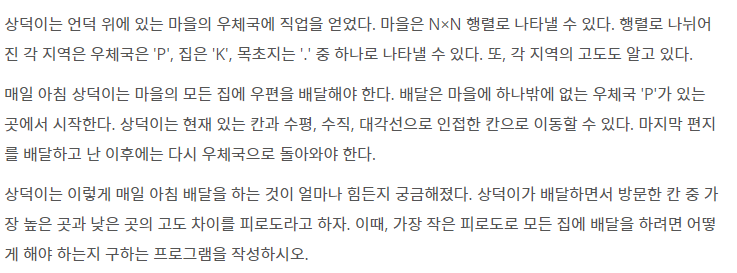 상덕이는 언덕 위에 있는 마을의 우체국에 직업을 얻었다. 마을은 N×N 행렬로 나타낼 수 있다. 행렬로 나뉘어
진 각 지역은 우체국은 'P', 집은 'K', 목초지는 '.' 중 하나로 나타낼 수 있다. 또, 각 지역의 고도도 알고 있다.
매일 아침 상덕이는 마을의 모든 집에 우편을 배달해야 한다. 배달은 마을에 하나밖에 없는 우체국 'P'가 있는
곳에서 시작한다. 상덕이는 현재 있는 칸과 수평, 수직, 대각선으로 인접한 칸으로 이동할 수 있다. 마지막 편지
를 배달하고 난 이후에는 다시 우체국으로 돌아와야 한다.
상덕이는 이렇게 매일 아침 배달을 하는 것이 얼마나 힘든지 궁금해졌다. 상덕이가 배달하면서 방문한 칸 중 가
장 높은 곳과 낮은 곳의 고도 차이를 피로도라고 하자. 이때, 가장 작은 피로도로 모든 집에 배달을 하려면 어떻
게 해야 하는지 구하는 프로그램을 작성하시오.